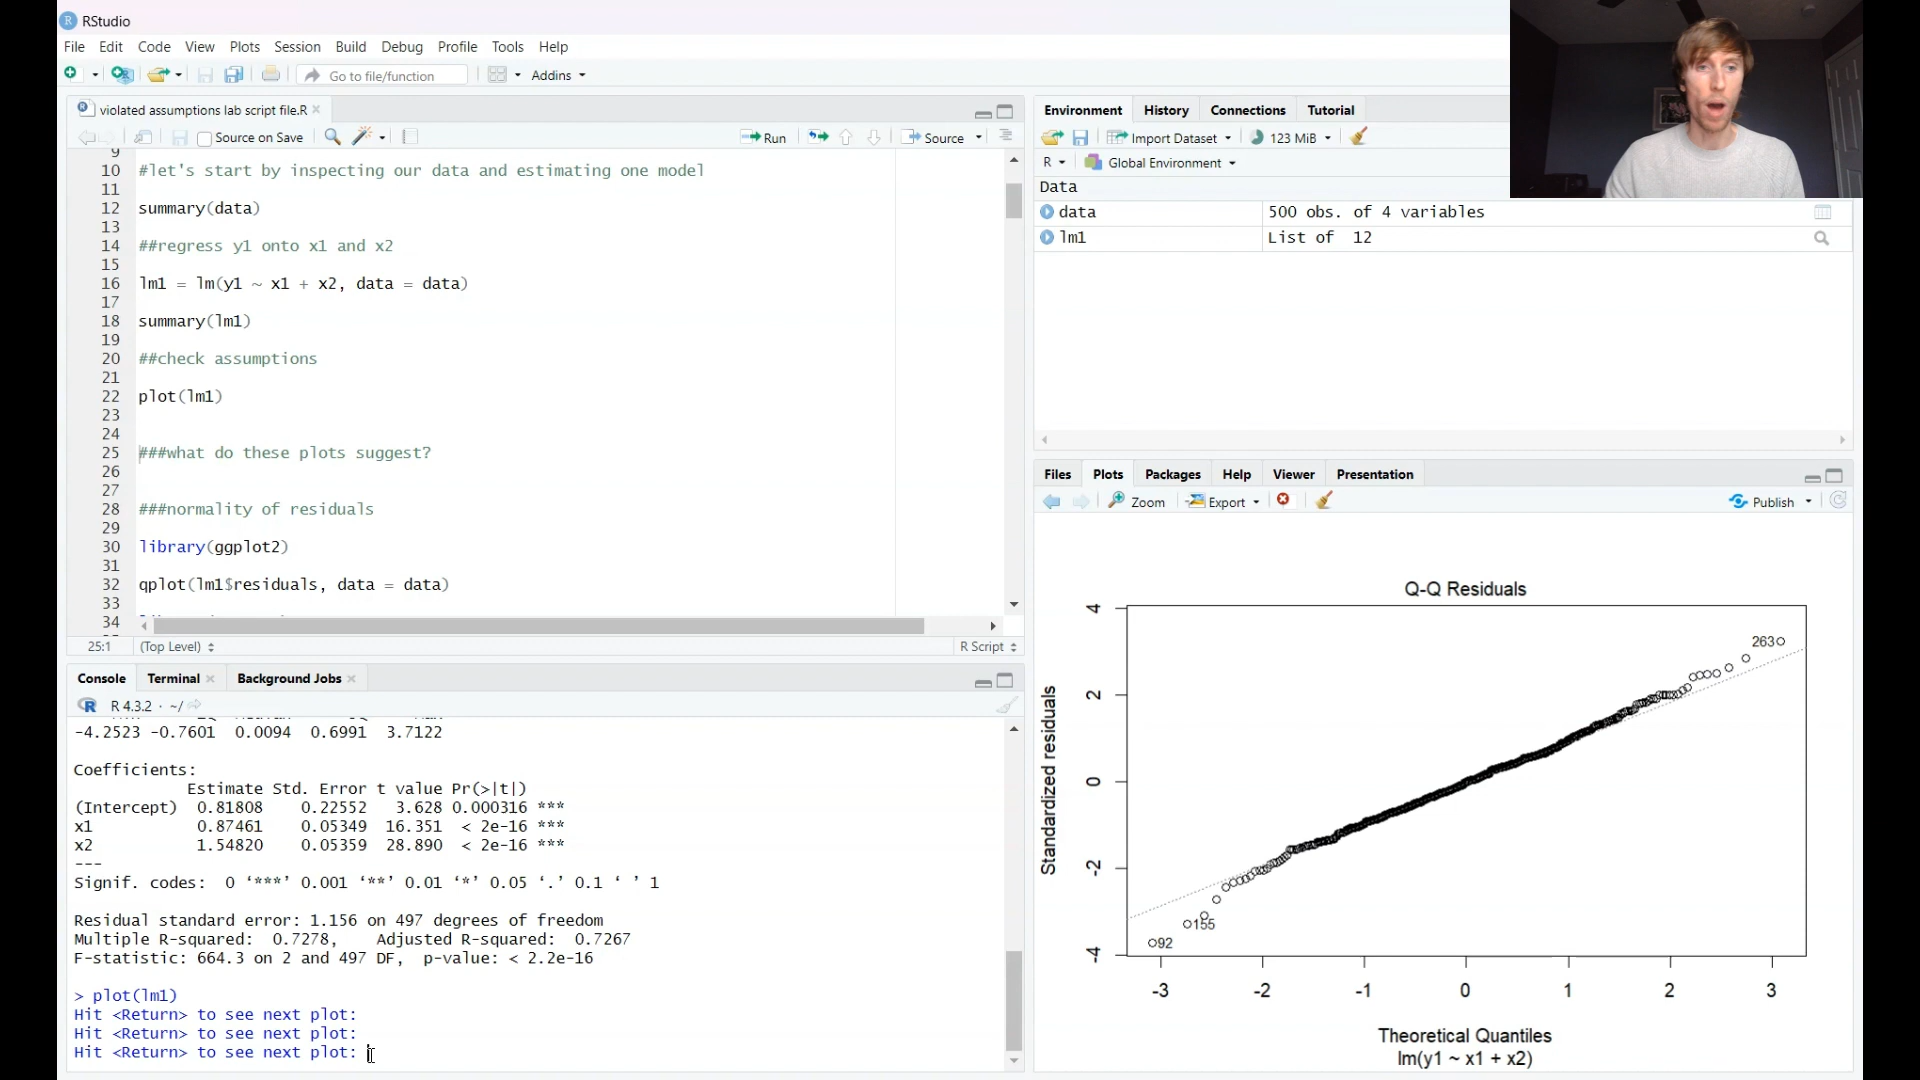 RStudio
File Edit Code View Plots Session Build Debug Profile Tools Help
Go to file/function Addins
violated assumptions lab script file.R
Source on Save Run Source
9
10 #let's start by inspecting our data and estimating one model
11
12 summary(data)
13
14 ##regress y1 onto x1 and x2
15
16 lm1 = lm(y1 ~ x1 + x2, data = data)
17
18 summary(lm1)
19
20 ##check assumptions
21
22 plot(lm1)
23
24
25 ###what do these plots suggest?
26
27
28 ###normality of residuals
29
30 library(ggplot2)
31
32 qplot(lm1$residuals, data = data)
33
34
25:1 (Top Level) R Script
Console Terminal Background Jobs
R 4.3.2 · ~/
-4.2523 -0.7601 0.0094 0.6991 3.7122
Coefficients:
Estimate Std. Error t value Pr(>|t|)
(Intercept) 0.81808 0.22552 3.628 0.000316 ***
x1 0.87461 0.05349 16.351 < 2e-16 ***
x2 1.54820 0.05359 28.890 < 2e-16 ***
---
Signif. codes: 0 ‘***’ 0.001 ‘**’ 0.01 ‘*’ 0.05 ‘.’ 0.1 ‘ ’ 1
Residual standard error: 1.156 on 497 degrees of freedom
Multiple R-squared: 0.7278, Adjusted R-squared: 0.7267
F-statistic: 664.3 on 2 and 497 DF, p-value: < 2.2e-16
> plot(lm1)
Hit <Return> to see next plot:
Hit <Return> to see next plot:
Hit <Return> to see next plot:
Environment History Connections Tutorial
Import Dataset 123 MiB
R Global Environment
Data
data 500 obs. of 4 variables
lm1 List of 12
Files Plots Packages Help Viewer Presentation
Zoom Export Publish
Q-Q Residuals
Standardized residuals
4
2
0
-2
-4
263
155
92
-3 -2 -1 0 1 2 3
Theoretical Quantiles
lm(y1 ~ x1 + x2)